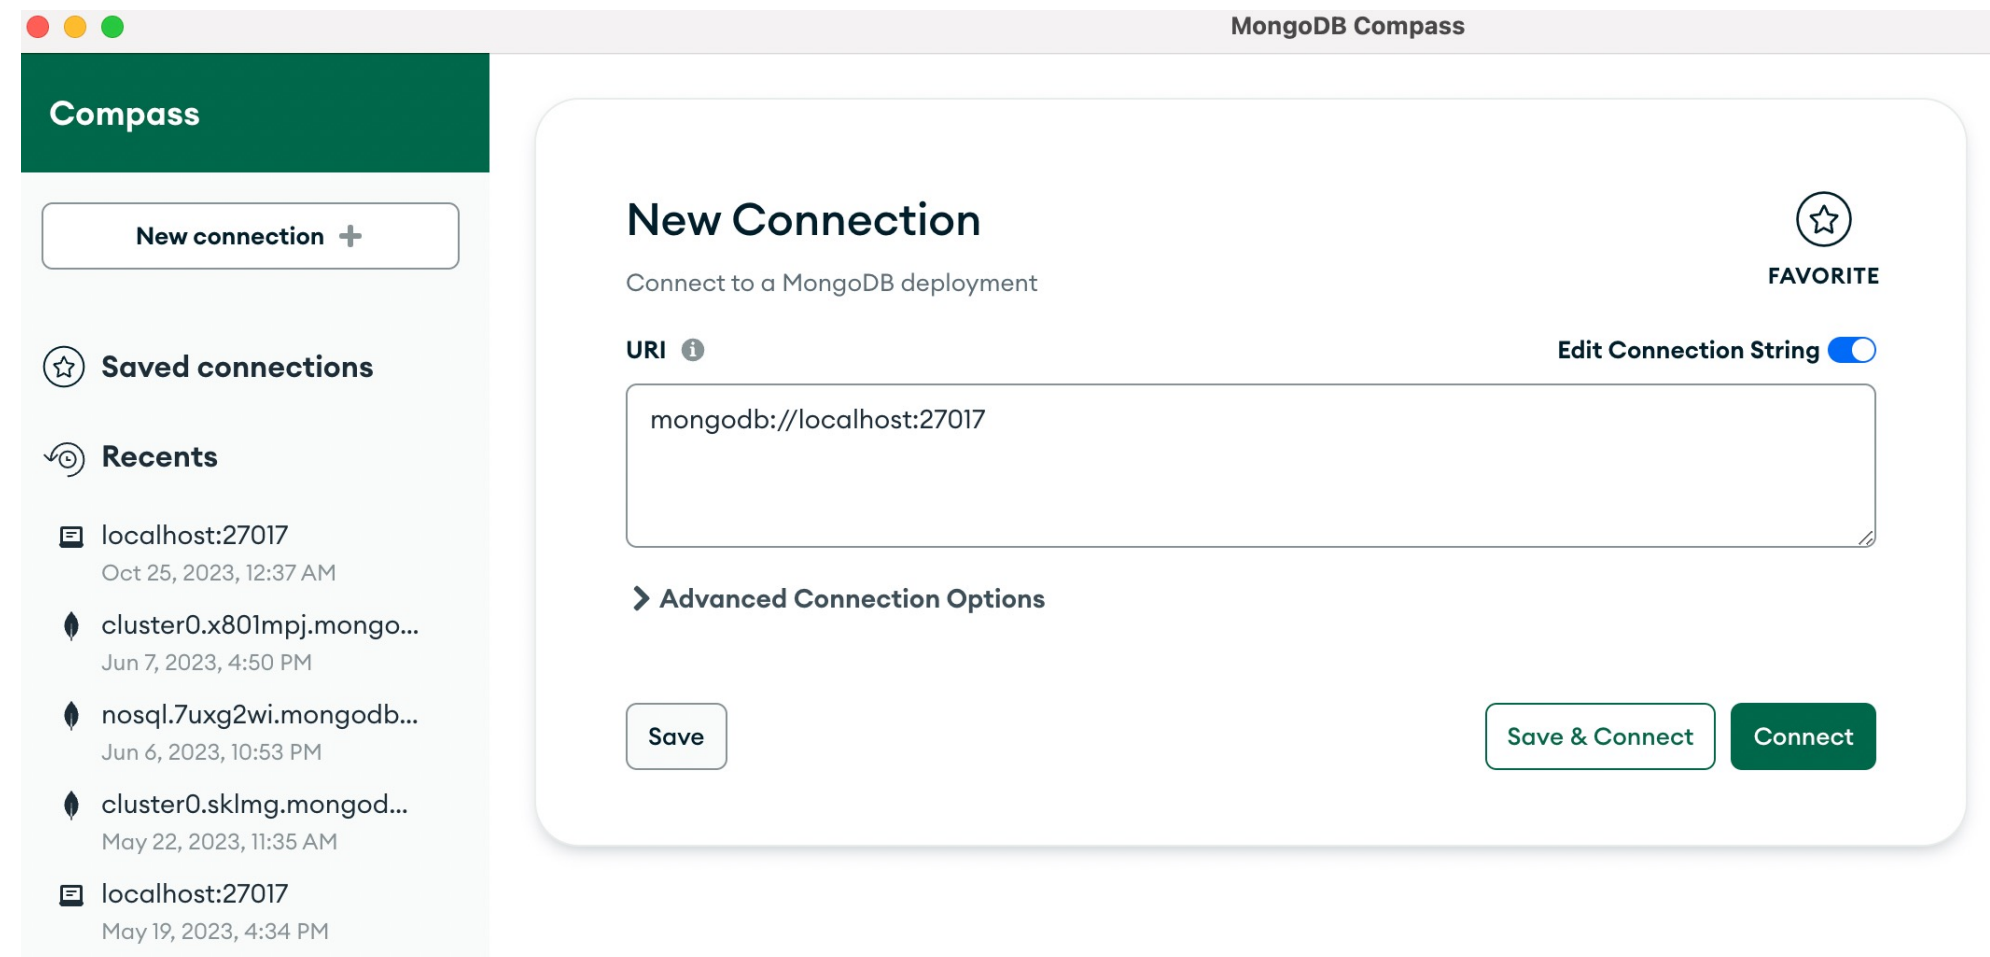 MongoDB Compass
Compass
New connection
Saved connections
Recents
localhost:27017
Oct 25, 2023, 12:37 AM
cluster0.x801mpj.mongo...
Jun 7, 2023, 4:50 PM
nosql.7uxg2wi.mongodb...
Jun 6, 2023, 10:53 PM
cluster0.sklmg.mongod...
May 22, 2023, 11:35 AM
localhost:27017
May 19, 2023, 4:34 PM
New Connection
FAVORITE
Connect to a MongoDB deployment
URI
Edit Connection String
mongodb://localhost:27017
Advanced Connection Options
Save
Save & Connect
Connect